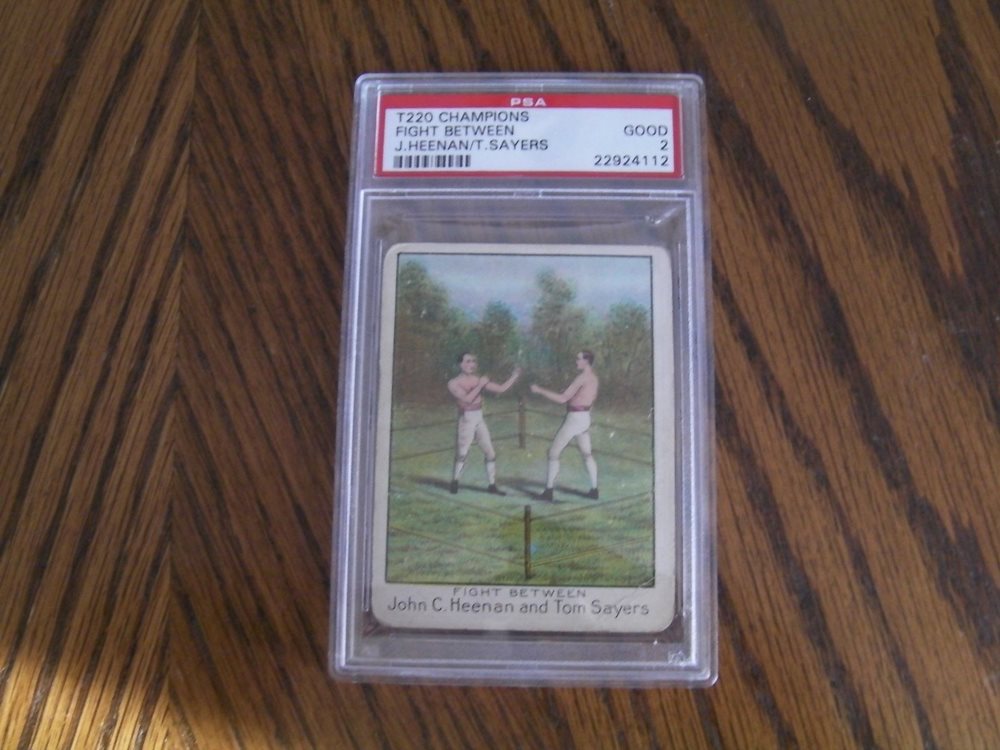 PSA
T220 CHAMPIONS
FIGHT BETWEEN GOOD
J.HEENAN/T.SAYERS 2
22924112
FIGHT BETWEEN
John C. Heenan and Tom Sayers